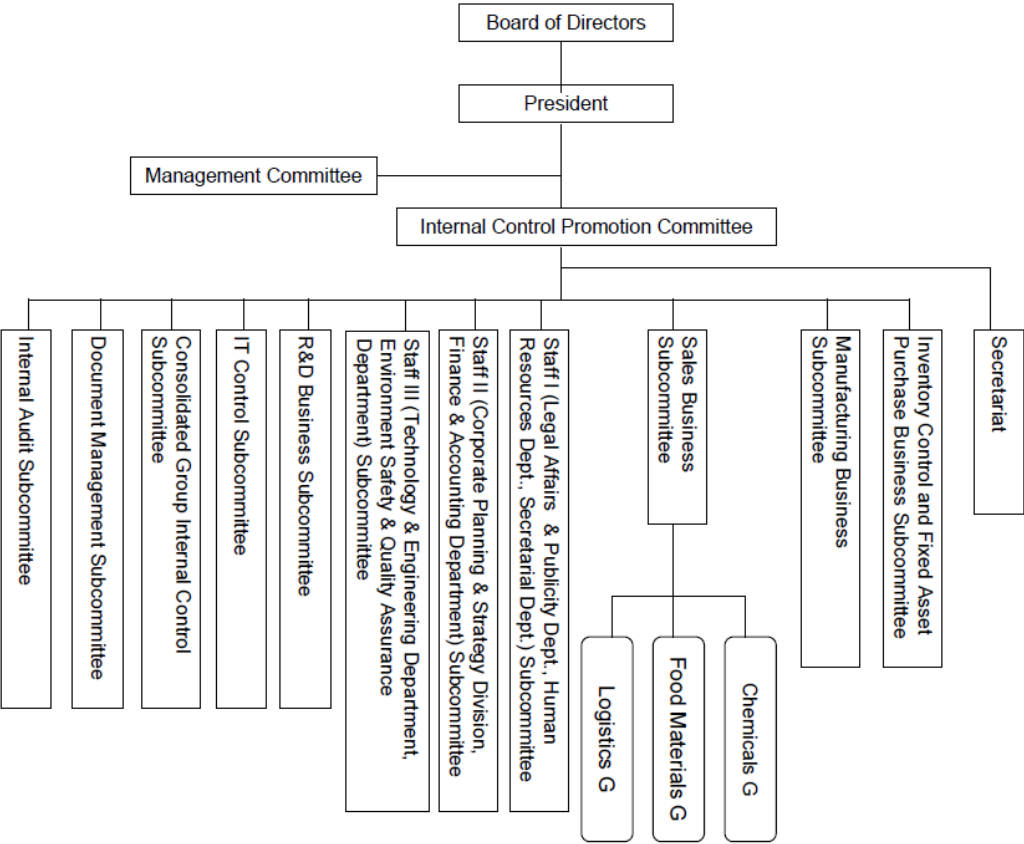 Board of Directors
President
Management Committee
Internal Control Promotion Committee
Internal Audit Subcommittee
Document Management Subcommittee
Consolidated Group Internal Control
Subcommittee
IT Control Subcommittee
R&D Business Subcommittee
Staff III (Technology & Engineering Department,
Environment Safety & Quality Assurance
Department) Subcommittee
Staff II (Corporate Planning & Strategy Division,
Finance & Accounting Department) Subcommittee
Staff I (Legal Affairs & Publicity Dept., Human
Resources Dept., Secretarial Dept.) Subcommittee
Sales Business
Subcommittee
Manufacturing Business
Subcommittee
Inventory Control and Fixed Asset
Purchase Business Subcommittee
Secretariat
Logistics G
Food Materials G
Chemicals G